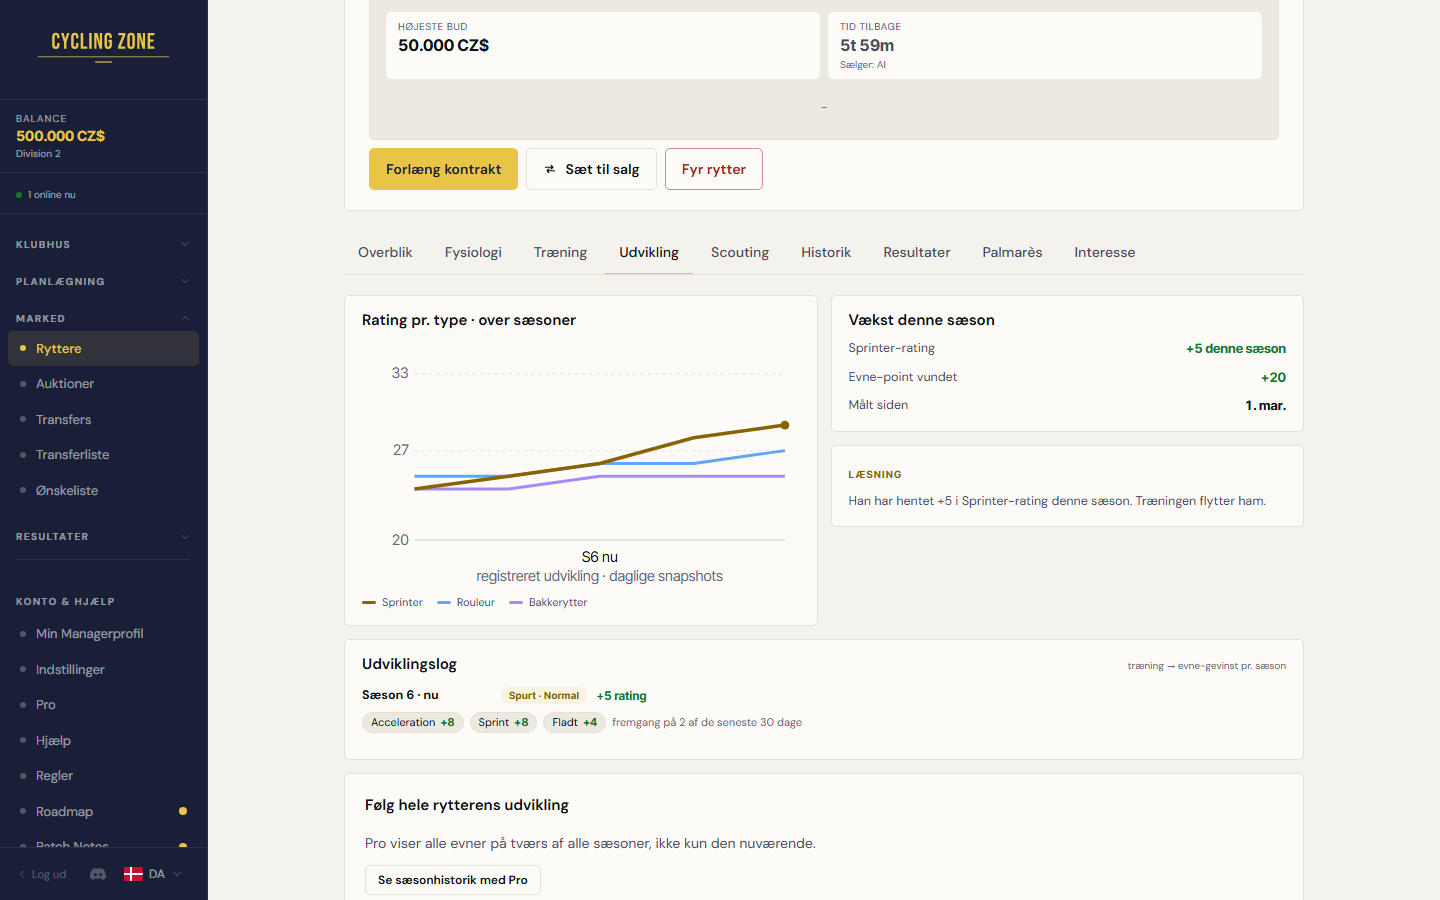 CYCLING ZONE
BALANCE
500.000 CZ$
Division 2
1 online nu
KLUBHUS
PLANLÆGNING
MARKED
Ryttere
Auktioner
Transfers
Transferliste
Ønskeliste
RESULTATER
KONTO & HJÆLP
Min Managerprofil
Indstillinger
Pro
Hjælp
Regler
Roadmap
Patch Notes
Log ud
DA
HØJESTE BUD
50.000 CZ$
TID TILBAGE
5t 59m
Sælger: AI
–
Forlæng kontrakt
Sæt til salg
Fyr rytter
Overblik Fysiologi Træning Udvikling Scouting Historik Resultater Palmarès Interesse
Rating pr. type · over sæsoner
33
27
20
S6 nu
registreret udvikling · daglige snapshots
Sprinter Rouleur Bakkerytter
Vækst denne sæson
Sprinter-rating +5 denne sæson
Evne-point vundet +20
Målt siden 1. mar.
LÆSNING
Han har hentet +5 i Sprinter-rating denne sæson. Træningen flytter ham.
Udviklingslog
træning → evne-gevinst pr. sæson
Sæson 6 · nu Spurt · Normal +5 rating
Acceleration +8 Sprint +8 Fladt +4 fremgang på 2 af de seneste 30 dage
Følg hele rytterens udvikling
Pro viser alle evner på tværs af alle sæsoner, ikke kun den nuværende.
Se sæsonhistorik med Pro